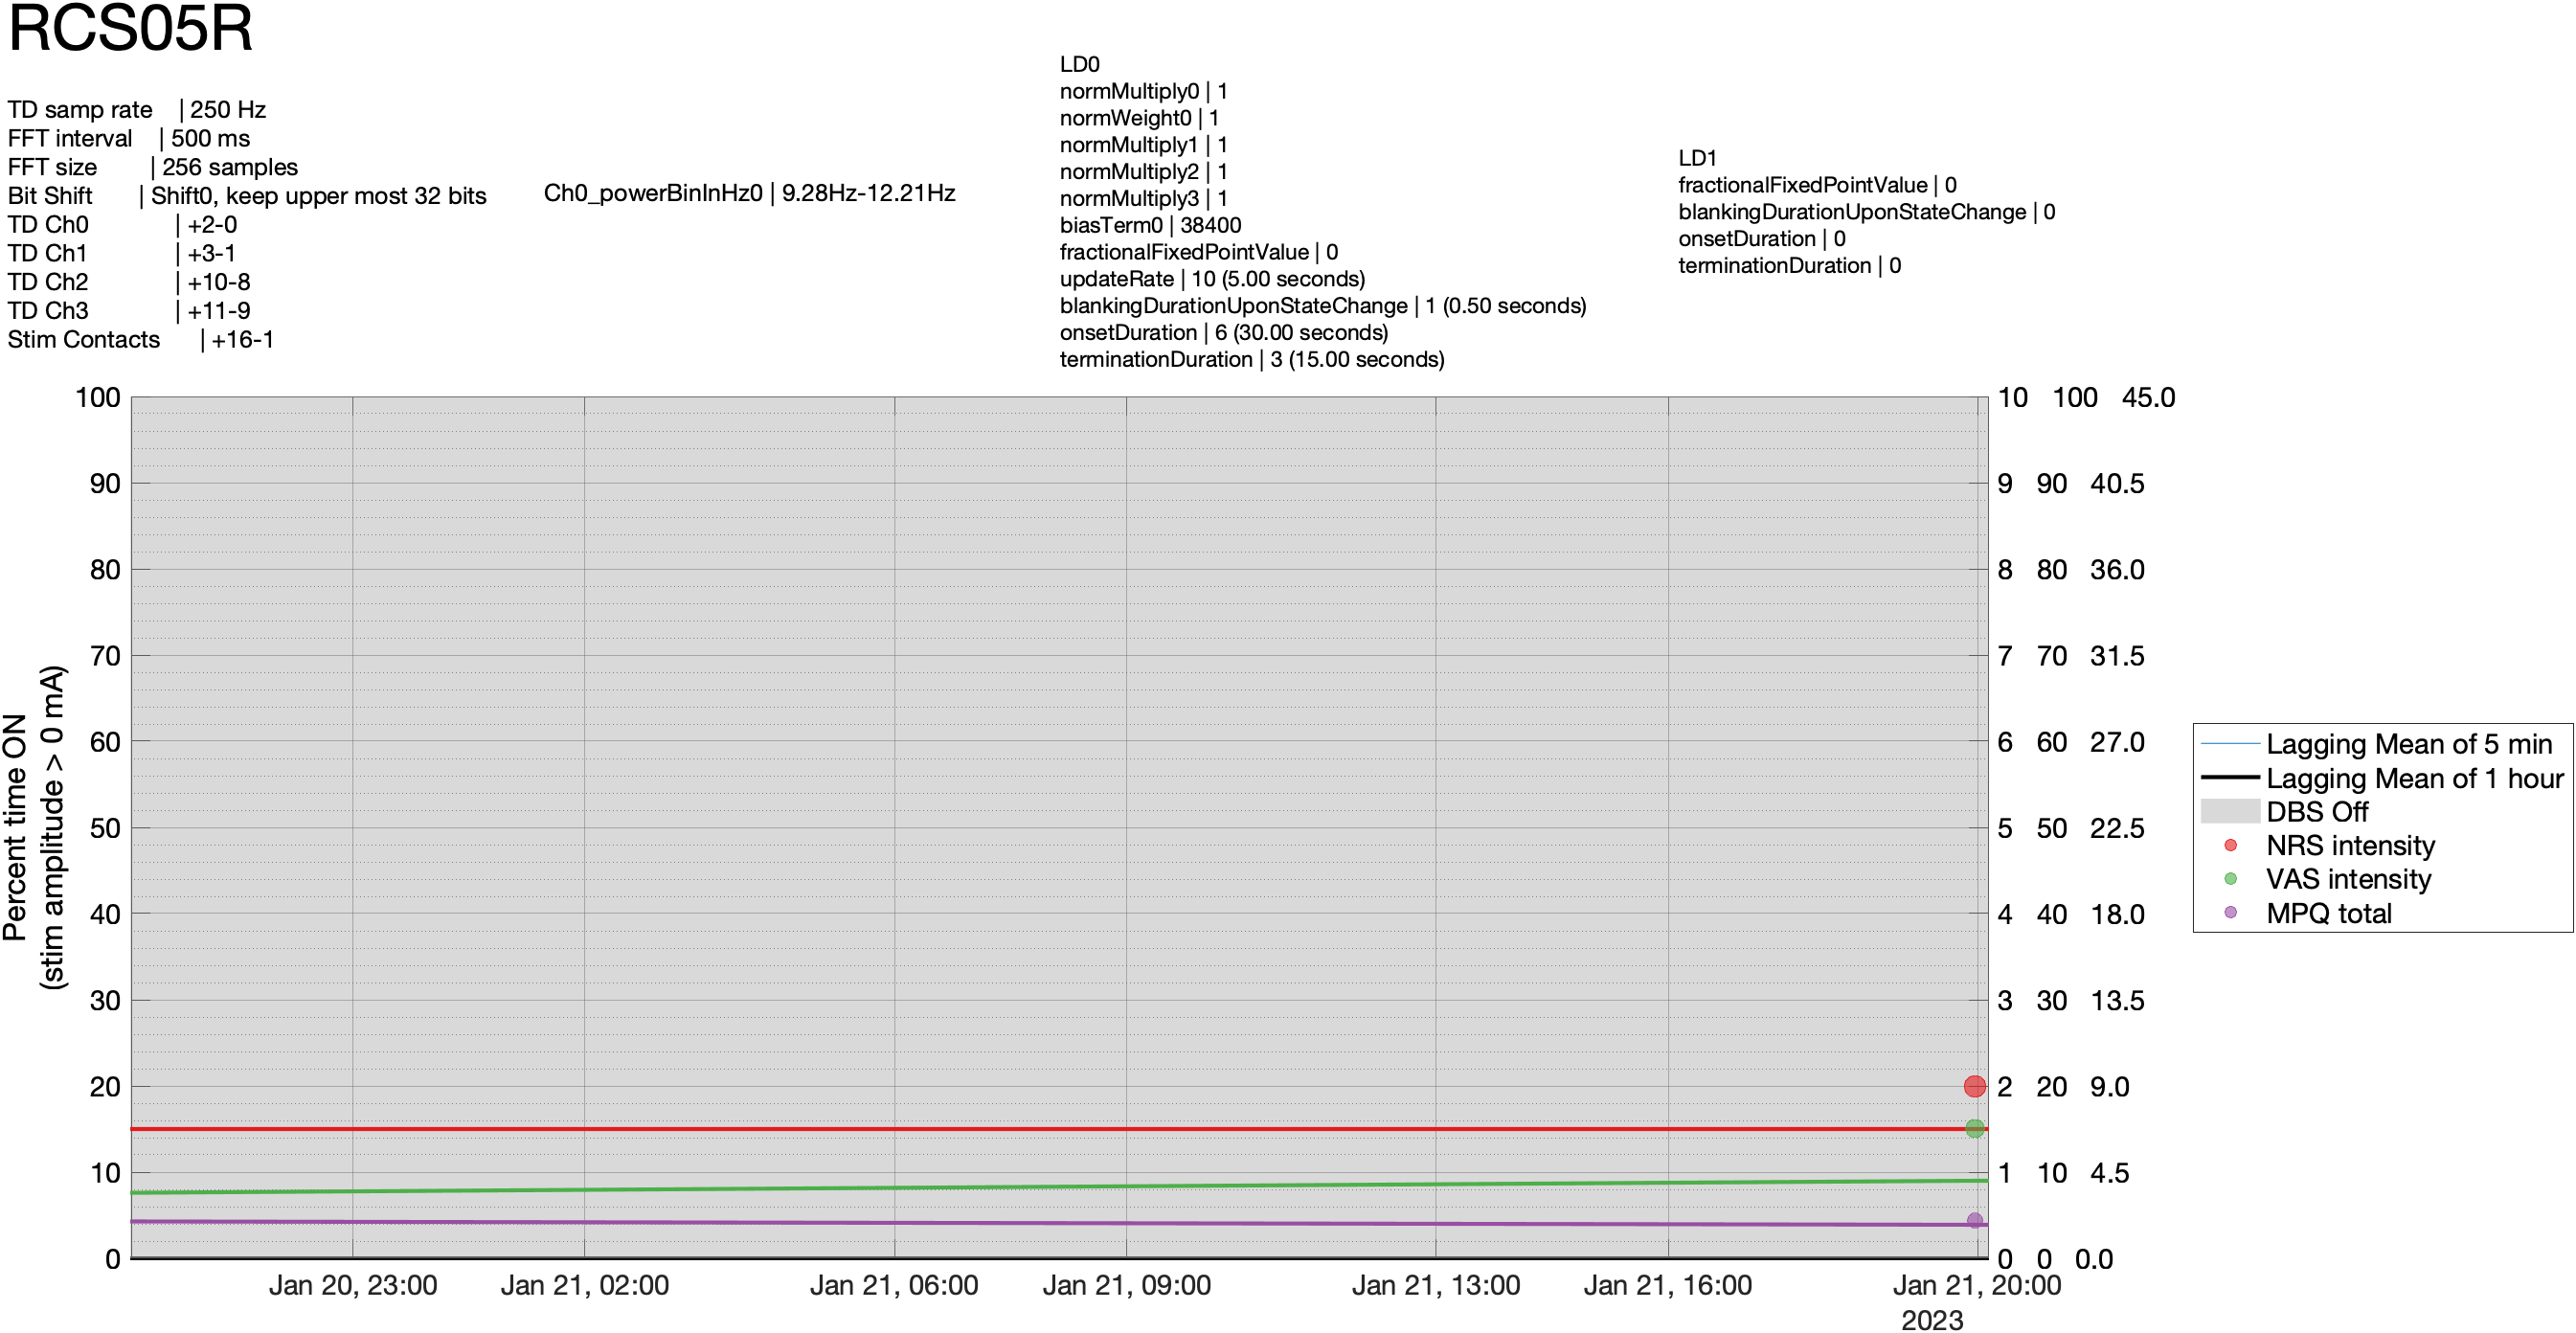 RCS05R
TD samp rate | 250 Hz
FFT interval | 500 ms
FFT size | 256 samples
Bit Shift | Shift0, keep upper most 32 bits
TD Ch0 | +2-0
TD Ch1 | +3-1
TD Ch2 | +10-8
TD Ch3 | +11-9
Stim Contacts | +16-1
Ch0_powerBinInHz0 | 9.28Hz-12.21Hz
LD0
normMultiply0 | 1
normWeight0 | 1
normMultiply1 | 1
normMultiply2 | 1
normMultiply3 | 1
biasTerm0 | 38400
fractionalFixedPointValue | 0
updateRate | 10 (5.00 seconds)
blankingDurationUponStateChange | 1 (0.50 seconds)
onsetDuration | 6 (30.00 seconds)
terminationDuration | 3 (15.00 seconds)
LD1
fractionalFixedPointValue | 0
blankingDurationUponStateChange | 0
onsetDuration | 0
terminationDuration | 0
Percent time ON
(stim amplitude > 0 mA)
100
90
80
70
60
50
40
30
20
10
0
10 100 45.0
9 90 40.5
8 80 36.0
7 70 31.5
6 60 27.0
5 50 22.5
4 40 18.0
3 30 13.5
2 20 9.0
1 10 4.5
0 0 0.0
Jan 20, 23:00 Jan 21, 02:00 Jan 21, 06:00 Jan 21, 09:00 Jan 21, 13:00 Jan 21, 16:00 Jan 21, 20:00
2023
Lagging Mean of 5 min
Lagging Mean of 1 hour
DBS Off
NRS intensity
VAS intensity
MPQ total